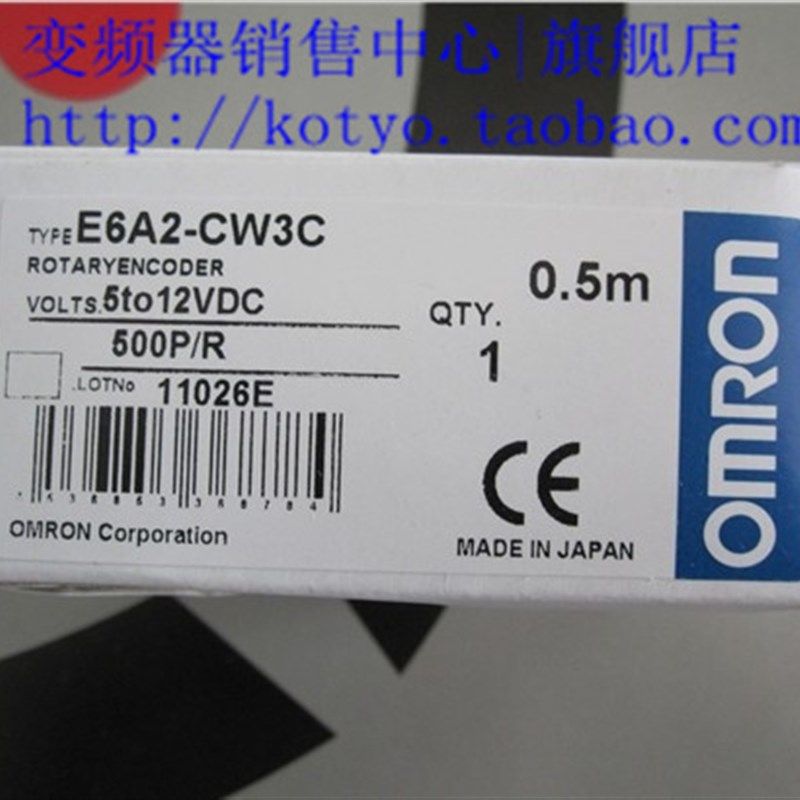 变频器销售中心|旗舰店
http://kotyo.taobao.com
TYPE E6A2-CW3C
ROTARYENCODER
VOLTS.5to12VDC
500P/R
.LOTNo 11026E
0.5m
QTY.
1
CE
OMRON Corporation
MADE IN JAPAN
OMRON